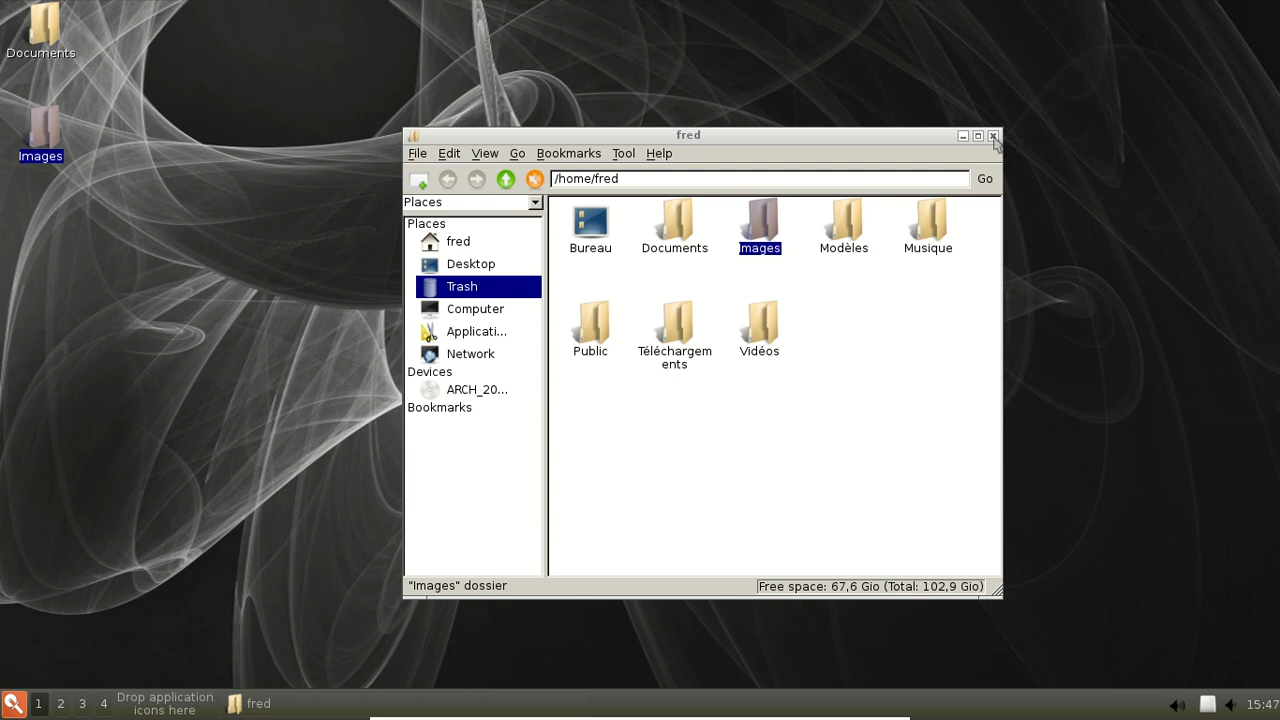 Documents
Images
fred
File Edit View Go Bookmarks Tool Help
/home/fred
Go
Places
Places
fred
Desktop
Trash
Computer
Applicati...
Network
Devices
ARCH_20...
Bookmarks
Bureau
Documents
Images
Modèles
Musique
Public
Téléchargem
ents
Vidéos
"Images" dossier
Free space: 67,6 Gio (Total: 102,9 Gio)
1 2 3 4
Drop application
icons here
fred
15:47